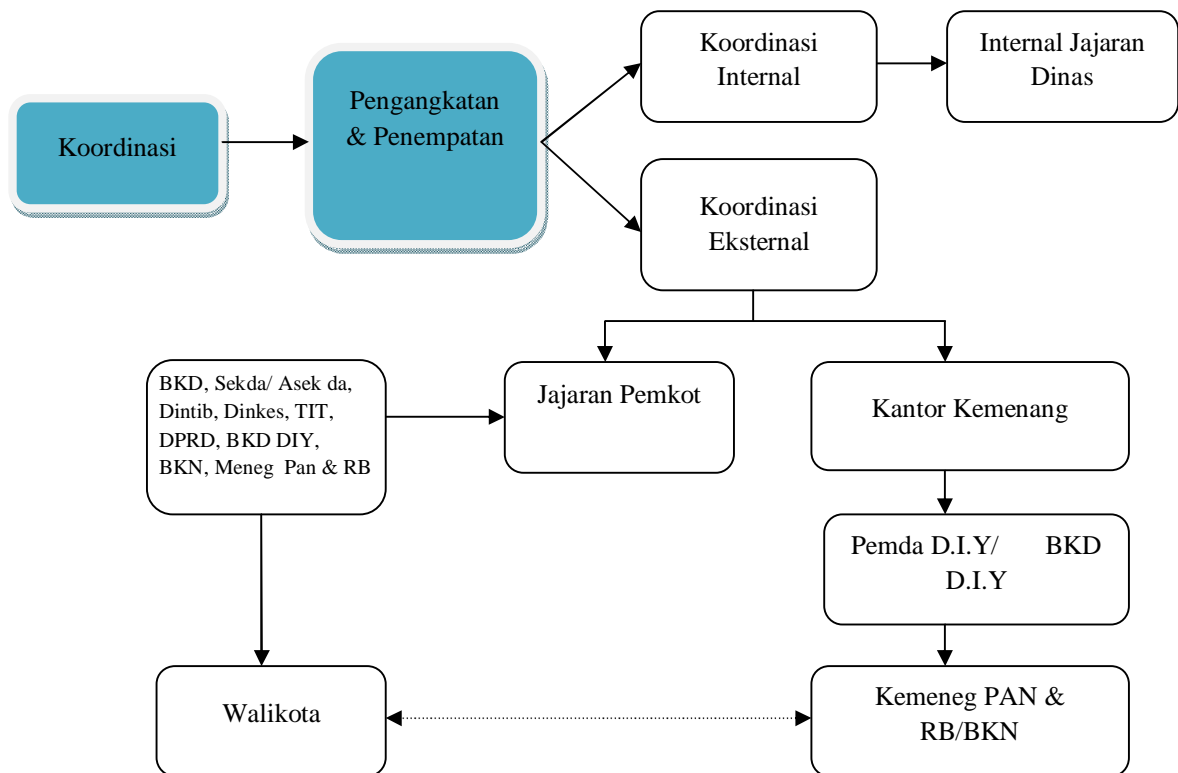 Koordinasi
Pengangkatan
& Penempatan
Koordinasi
Internal
Internal Jajaran
Dinas
Koordinasi
Eksternal
BKD, Sekda/ Asek da,
Dintib, Dinkes, TIT,
DPRD, BKD DIY,
BKN, Meneg Pan & RB
Jajaran Pemkot
Kantor Kemenang
Pemda D.I.Y/ BKD
D.I.Y
Walikota
Kemeneg PAN &
RB/BKN